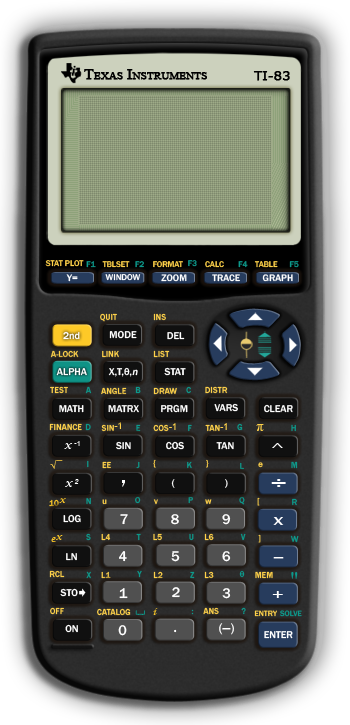 TEXAS INSTRUMENTS TI-83
STAT PLOT F1 TBLSET F2 FORMAT F3 CALC F4 TABLE F5
Y= WINDOW ZOOM TRACE GRAPH
QUIT INS
2nd MODE DEL
A-LOCK LINK LIST
ALPHA X,T,θ,n STAT
TEST A ANGLE B DRAW C DISTR
MATH MATRX PRGM VARS CLEAR
FINANCE D SIN⁻¹ E COS⁻¹ F TAN⁻¹ G π H
x⁻¹ SIN COS TAN ^
√ I EE J { K } L e M
x² , ( ) ÷
10ˣ N u O v P w Q [ R
LOG 7 8 9 x
eˣ S L4 T L5 U L6 V ] W
LN 4 5 6 −
RCL X L1 Y L2 Z L3 θ MEM "
STO➔ 1 2 3 +
OFF CATALOG ⌴ i : ANS ? ENTRY SOLVE
ON 0 . (−) ENTER